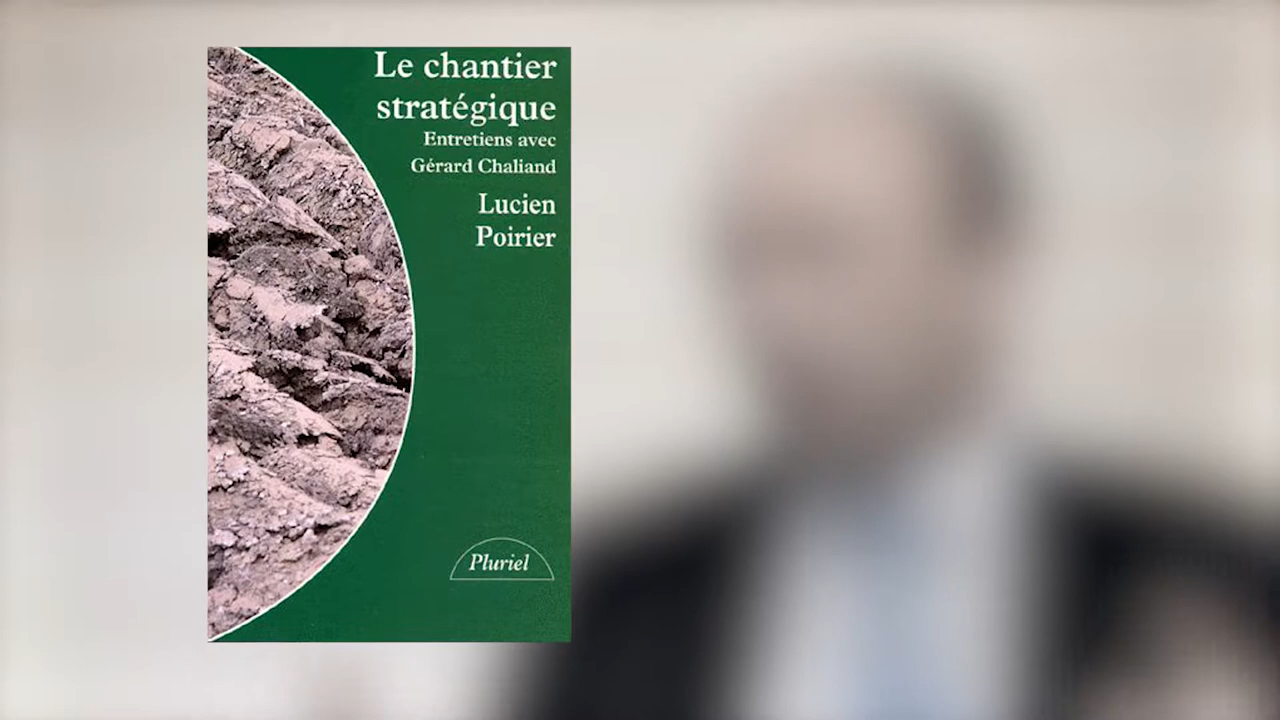 Le chantier
stratégique
Entretiens avec
Gérard Chaliand
Lucien
Poirier
Pluriel